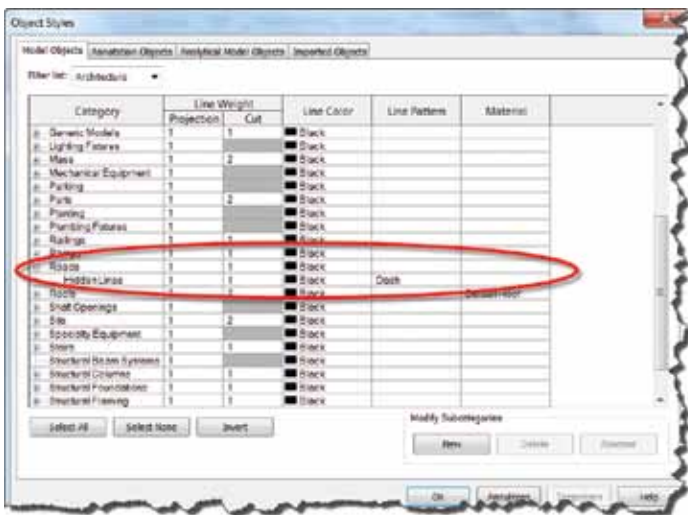 Object Styles
Model Objects Annotation Objects Analytical Model Objects Imported Objects
Filter list: Architecture
Category Line Weight Line Color Line Pattern Material
Projection Cut
Generic Models 1 1 Black
Lighting Fixtures 1 Black
Mass 1 2 Black
Mechanical Equipment 1 Black
Parking 1 Black
Parts 1 2 Black
Planting 1 Black
Plumbing Fixtures 1 Black
Railings 1 1 Black
Ramps 1 1 Black
Roads 1 1 Black
Hidden Lines 1 1 Black Dash
Roofs 1 Black Default Roof
Shaft Openings 1 Black
Site 1 2 Black
Specialty Equipment 1 Black
Stairs 1 1 Black
Structural Beam Systems 1 Black
Structural Columns 1 1 Black
Structural Foundations 1 1 Black
Structural Framing 1 1 Black
Select All Select None Invert
Modify Subcategories
New Delete Rename
OK Help